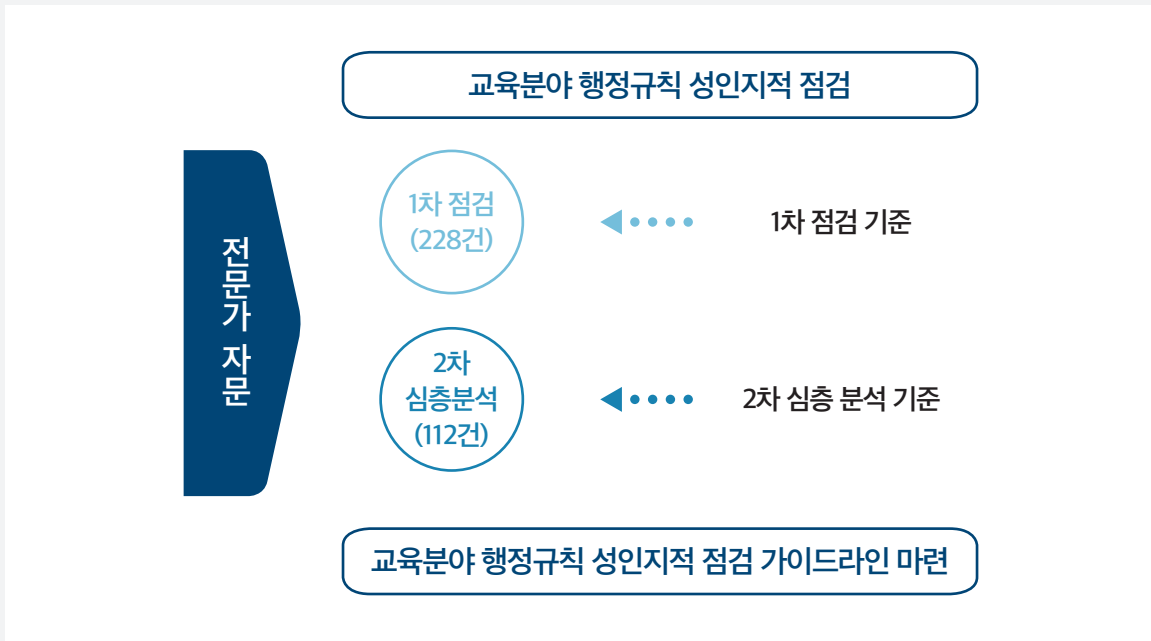 교육분야 행정규칙 성인지적 점검
전문가 자문
1차 점검
(228건)
1차 점검 기준
2차
심층분석
(112건)
2차 심층 분석 기준
교육분야 행정규칙 성인지적 점검 가이드라인 마련